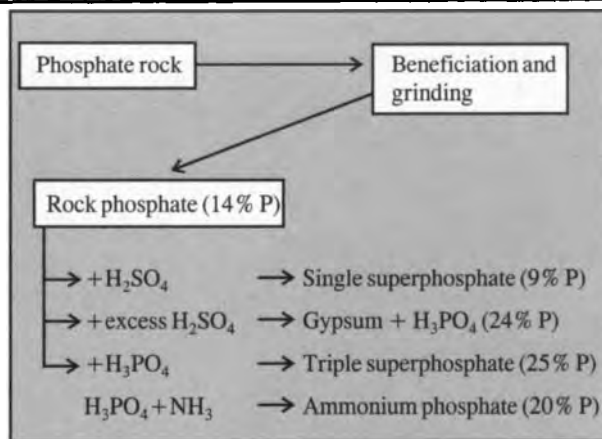 Phosphate rock
Beneficiation and
grinding
Rock phosphate (14% P)
+H₂SO₄ → Single superphosphate (9% P)
+excess H₂SO₄ → Gypsum + H₃PO₄ (24% P)
+H₃PO₄ → Triple superphosphate (25% P)
H₃PO₄+NH₃ → Ammonium phosphate (20% P)